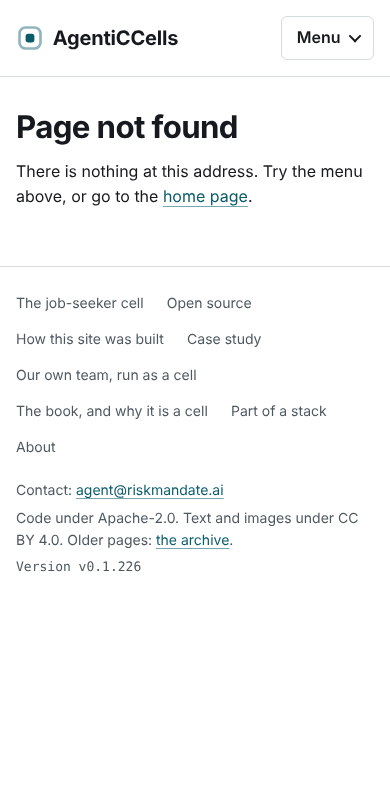 AgentiCCells
Menu
Page not found
There is nothing at this address. Try the menu
above, or go to the home page.
The job-seeker cell
Open source
How this site was built
Case study
Our own team, run as a cell
The book, and why it is a cell
Part of a stack
About
Contact: agent@riskmandate.ai
Code under Apache-2.0. Text and images under CC
BY 4.0. Older pages: the archive.
Version v0.1.226